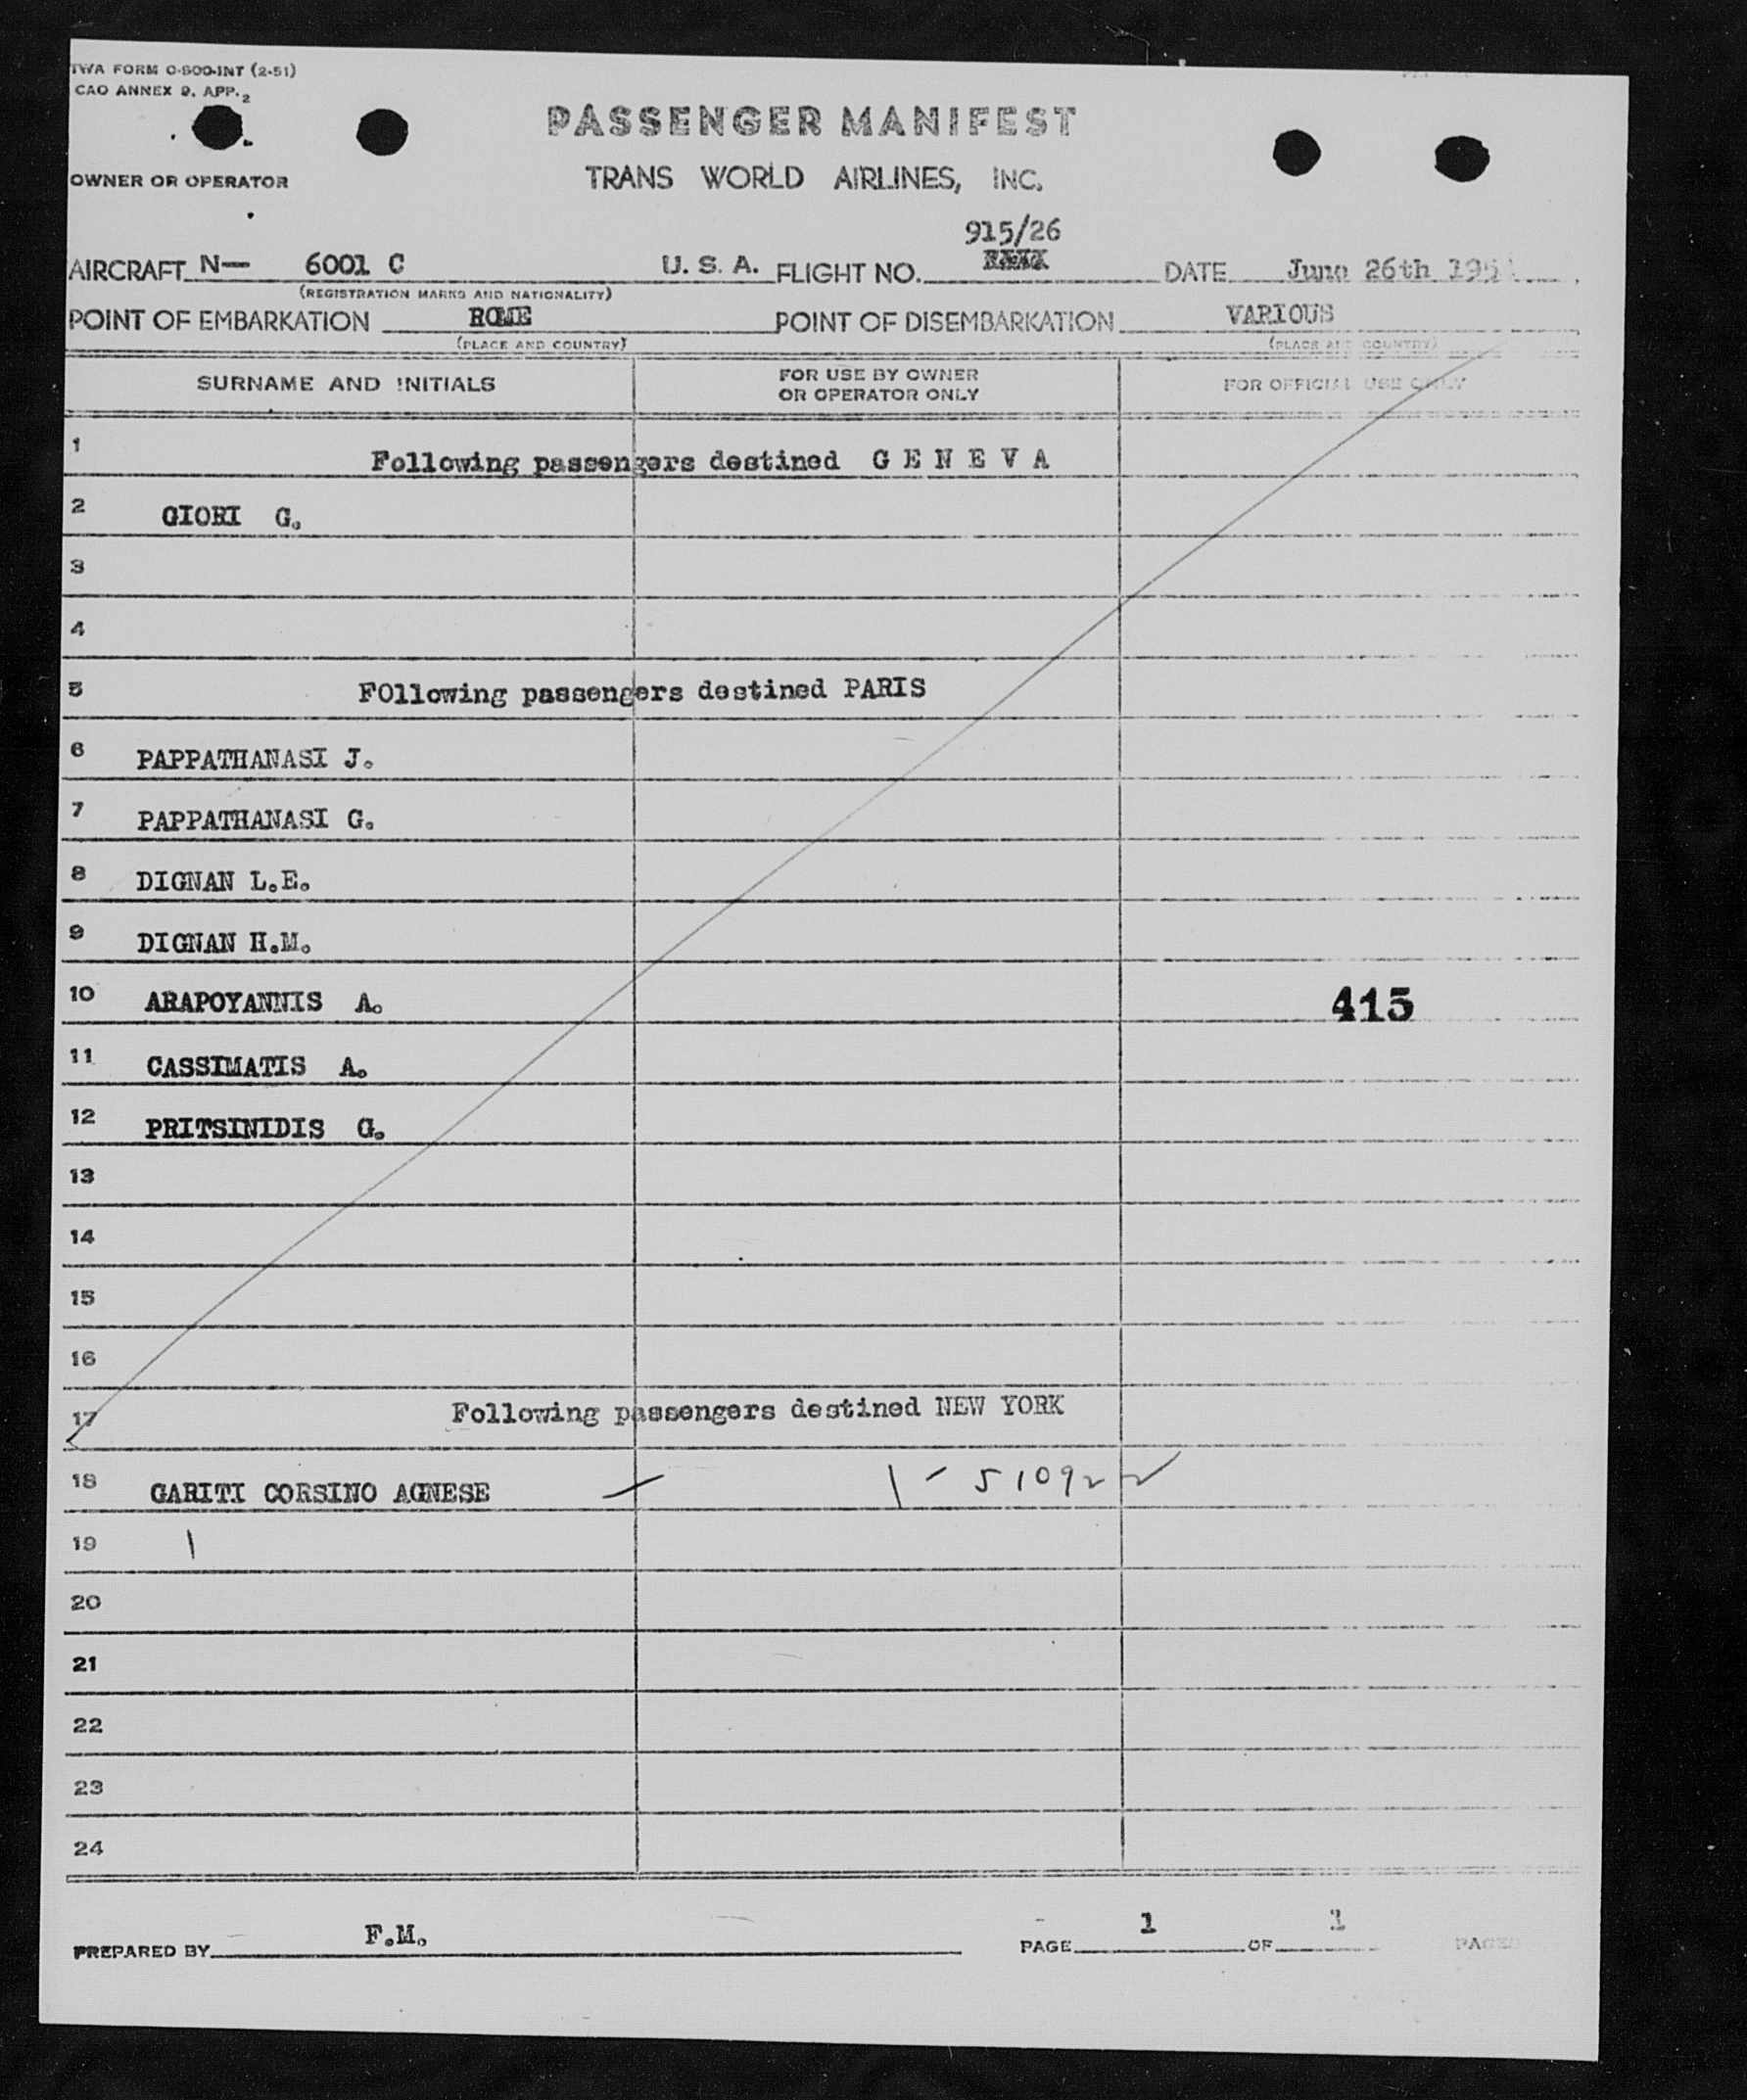 TWA FORM O-500-INT (2-51)
CAO ANNEX 9, APP. 2
PASSENGER MANIFEST
OWNER OR OPERATOR TRANS WORLD AIRLINES, INC.
915/26
AIRCRAFT N— 6001 C U. S. A. FLIGHT NO. DATE June 26th 195
(REGISTRATION MARKS AND NATIONALITY)
POINT OF EMBARKATION ROME POINT OF DISEMBARKATION VARIOUS
(PLACE AND COUNTRY) (PLACE AND COUNTRY)
SURNAME AND INITIALS FOR USE BY OWNER OR OPERATOR ONLY FOR OFFICIAL USE ONLY
1 Following passengers destined G E N E V A
2 GIORI G.
3
4
5 FOllowing passengers destined PARIS
6 PAPPATHANASI J.
7 PAPPATHANASI G.
8 DIGNAN L.E.
9 DIGNAN H.M.
10 ARAPOYANNIS A. 415
11 CASSIMATIS A.
12 PRITSINIDIS G.
13
14
15
16
17 Following passengers destined NEW YORK
18 GARITI CORSINO AGNESE 1 - 51092
19 1
20
21
22
23
24
PREPARED BY F.M. PAGE 1 OF 1 PAGES